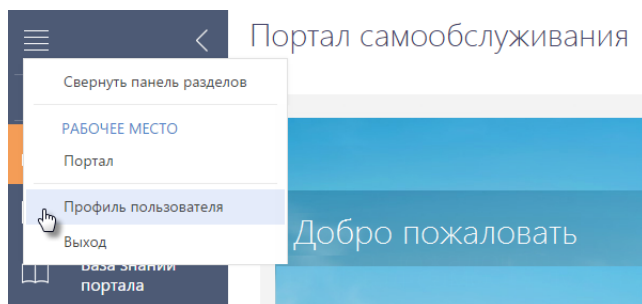 Портал самообслуживания
Свернуть панель разделов
РАБОЧЕЕ МЕСТО
Портал
Профиль пользователя
Выход
Добро пожаловать
База знаний
портала